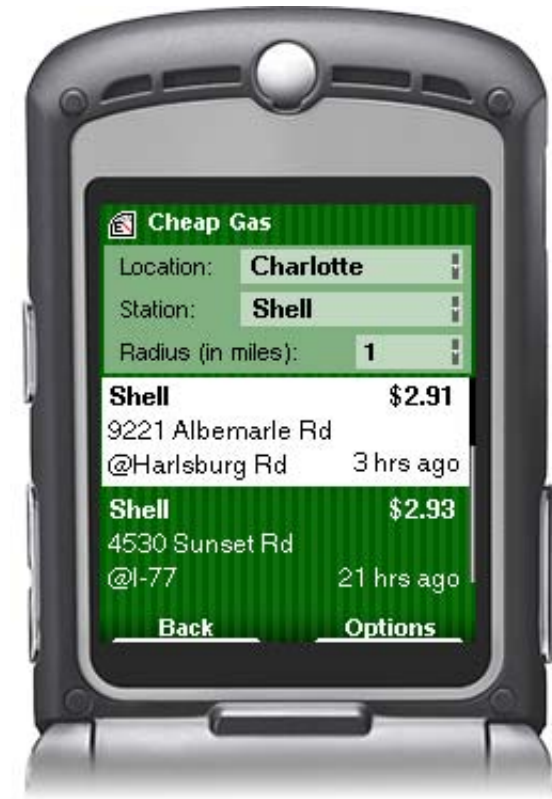 Cheap Gas
Location: Charlotte
Station: Shell
Radius (in miles): 1
Shell $2.91
9221 Albemarle Rd
@Harlsburg Rd 3 hrs ago
Shell $2.93
4530 Sunset Rd
@I-77 21 hrs ago
Back Options